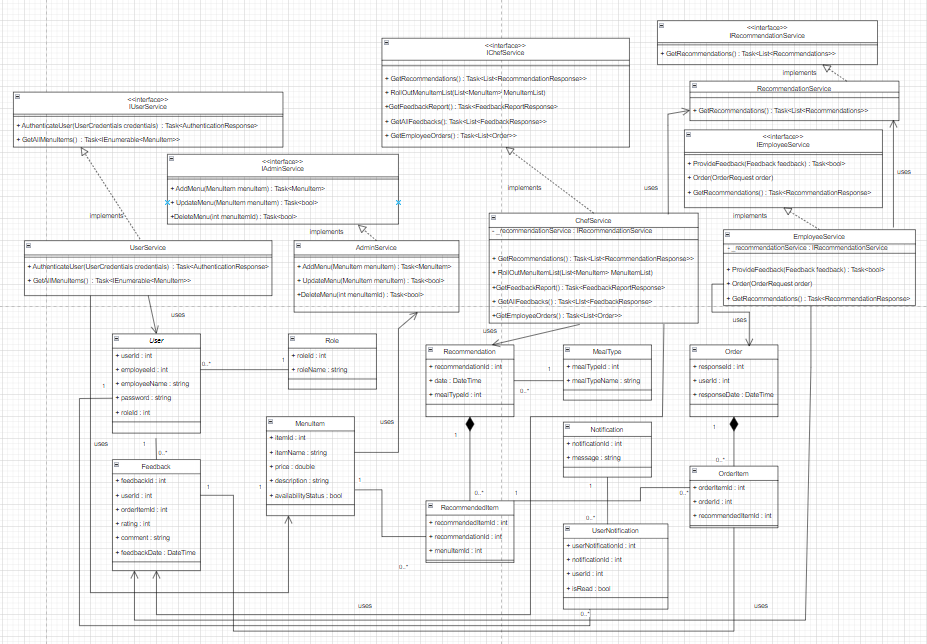 <<interface>>
IRecommendationService
+ GetRecommendations() : Task<List<Recommendations>>
implements
RecommendationService
+ GetRecommendations() : Task<List<Recommendations>>
<<interface>>
IChefService
+ GetRecommendations() : Task<List<RecommendationResponse>>
+ RollOutMenuItemList(List<MenuItem> MenuItemList)
+GetFeedbackReport() : Task<FeedbackReportResponse>
+ GetAllFeedbacks(): Task<List<FeedbackResponse>>
+ GetEmployeeOrders() : Task<List<Order>>
<<interface>>
IUserService
+ AuthenticateUser(UserCredentials credentials) : Task<AuthenticationResponse>
+ GetAllMenuItems() : Task<IEnumerable<MenuItem>>
<<interface>>
IAdminService
+ AddMenu(MenuItem menuItem) : Task<MenuItem>
+ UpdateMenu(MenuItem menuItem) : Task<bool>
+DeleteMenu(int menuItemId) : Task<bool>
<<interface>>
IEmployeeService
+ ProvideFeedback(Feedback feedback) : Task<bool>
+ Order(OrderRequest order)
+ GetRecommendations() : Task<RecommendationResponse>
implements
implements
implements
implements
uses
uses
UserService
+ AuthenticateUser(UserCredentials credentials) : Task<AuthenticationResponse>
+ GetAllMenuItems() : Task<IEnumerable<MenuItem>>
AdminService
+ AddMenu(MenuItem menuItem) : Task<MenuItem>
+ UpdateMenu(MenuItem menuItem) : Task<bool>
+DeleteMenu(int menuItemId) : Task<bool>
ChefService
- _recommendationService : IRecommendationService
+ GetRecommendations() : Task<List<RecommendationResponse>>
+ RollOutMenuItemList(List<MenuItem> MenuItemList)
+GetFeedbackReport() : Task<FeedbackReportResponse>
+ GetAllFeedbacks() : Task<List<FeedbackResponse>
+GetEmployeeOrders() : Task<List<Order>>
EmployeeService
- _recommendationService : IRecommendationService
+ ProvideFeedback(Feedback feedback) : Task<bool>
+ Order(OrderRequest order)
+ GetRecommendations() : Task<RecommendationResponse>
uses
uses
uses
User
+ userId : int
+ employeeId : int
+ employeeName : string
+ password : string
+ roleId : int
0..*
1
Role
+ roleId : int
+ roleName : string
Recommendation
+ recommendationId : int
+ date : DateTime
+ mealTypeId : int
1
0..*
MealType
+ mealTypeId : int
+ mealTypeName : string
Order
+ responseId : int
+ userId : int
+ responseDate : DateTime
1
uses
1
0..*
uses
1
1
0..*
MenuItem
+ itemId : int
+ itemName : string
+ price : double
+ description : string
+ availabilityStatus : bool
Notification
+ notificationId : int
+ message : string
Feedback
+ feedbackId : int
+ userId : int
+ orderItemId : int
+ rating : int
+ comment : string
+ feedbackDate : DateTime
1
1
0..*
1
1
0..*
0..*
0..*
RecommendedItem
+ recommendedItemId : int
+ recommendationId : int
+ menuItemId : int
OrderItem
+ orderItemId : int
+ orderId : int
+ recommendedItemId : int
UserNotification
+ userNotificationId : int
+ notificationId : int
+ userId : int
+ isRead : bool
0..*
uses
uses